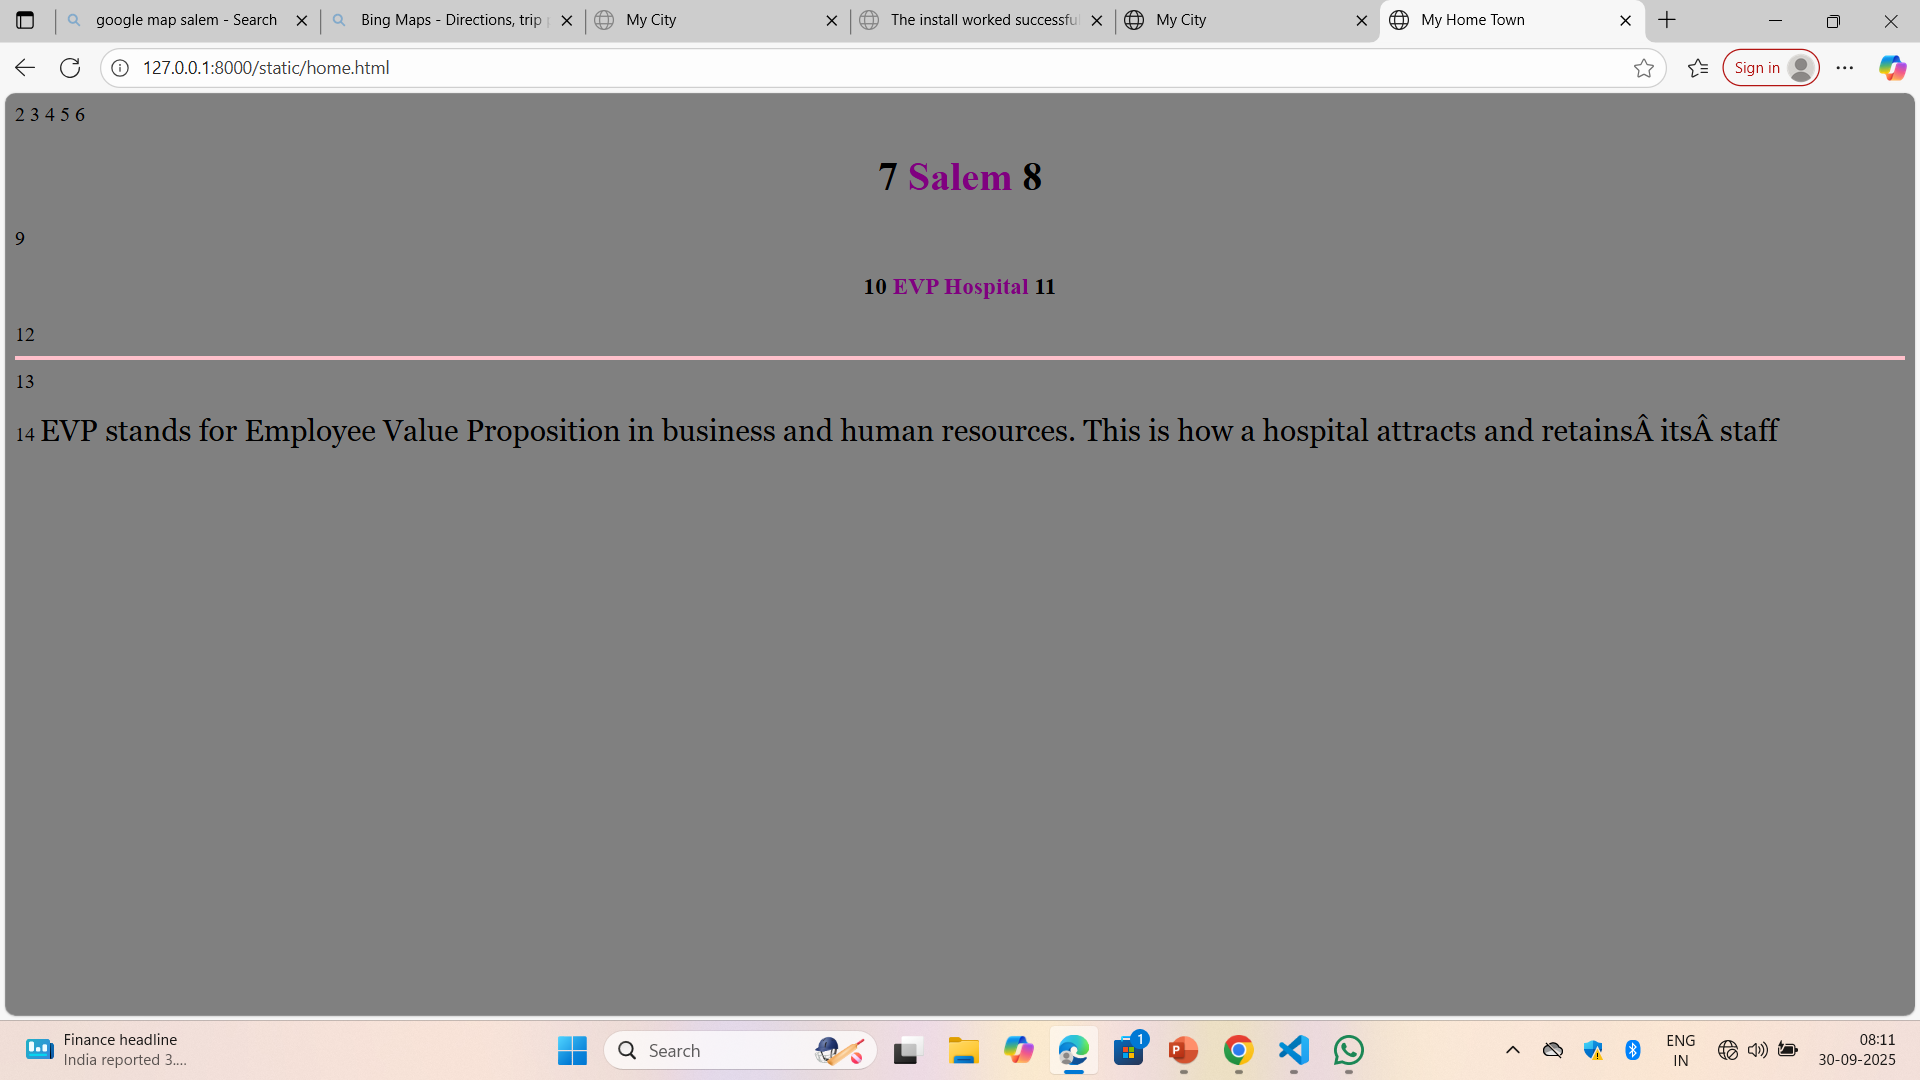 google map salem - Search
Bing Maps - Directions, trip
My City
The install worked successfu
My City
My Home Town
127.0.0.1:8000/static/home.html
Sign in
2 3 4 5 6
7 Salem 8
9
10 EVP Hospital 11
12
13
14 EVP stands for Employee Value Proposition in business and human resources. This is how a hospital attracts and retainsÂ itsÂ staff
Finance headline
India reported 3....
Search
1
P
ENG
IN
08:11
30-09-2025